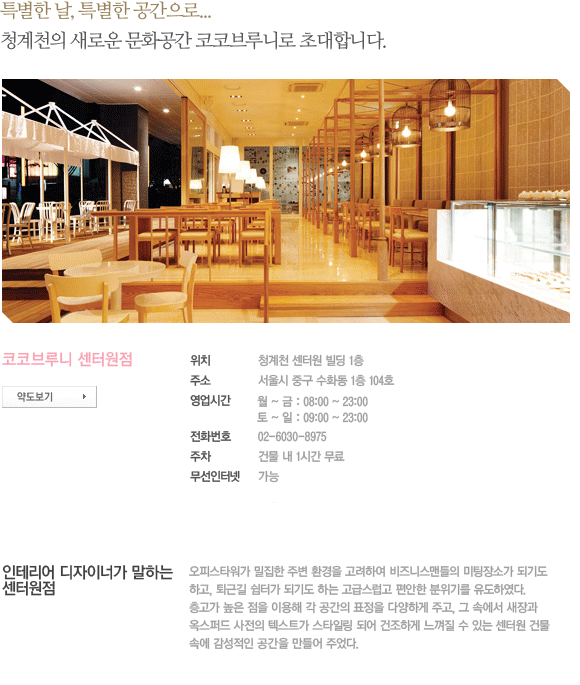 특별한 날, 특별한 공간으로...
청계천의 새로운 문화공간 코코브루니로 초대합니다.
코코브루니 센터원점
약도보기
위치 청계천 센터원 빌딩 1층
주소 서울시 중구 수하동 1층 104호
영업시간 월 ~ 금 : 08:00 ~ 23:00
토 ~ 일 : 09:00 ~ 23:00
전화번호 02-6030-8975
주차 건물 내 1시간 무료
무선인터넷 가능
인테리어 디자이너가 말하는
센터원점
오피스타워가 밀집한 주변 환경을 고려하여 비즈니스맨들의 미팅장소가 되기도
하고, 퇴근길 쉼터가 되기도 하는 고급스럽고 편안한 분위기를 유도하였다.
층고가 높은 점을 이용해 각 공간의 표정을 다양하게 주고, 그 속에서 새장과
옥스퍼드 사전의 텍스트가 스타일링 되어 건조하게 느껴질 수 있는 센터원 건물
속에 감성적인 공간을 만들어 주었다.